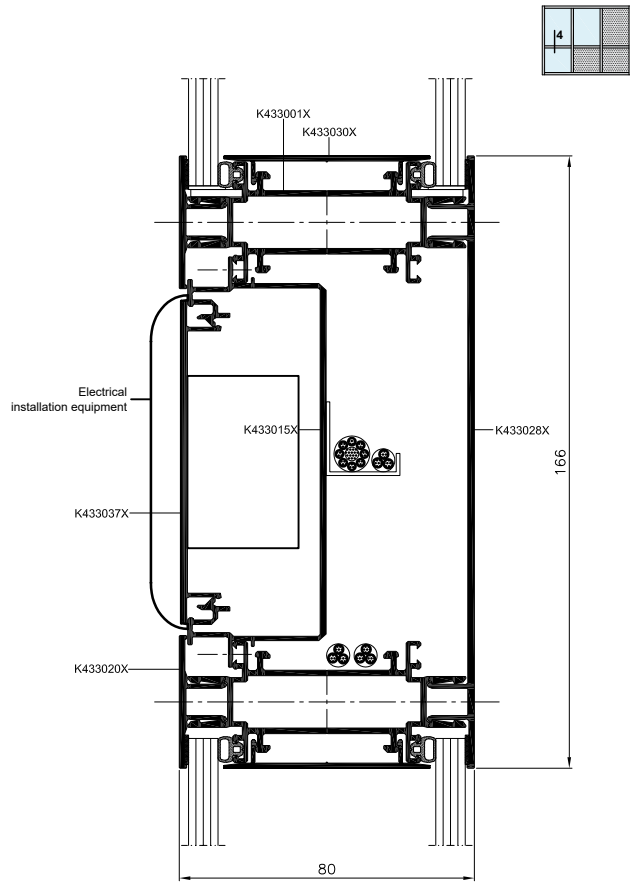 4
K433001X
K433030X
Electrical
installation equipment
K433015X
K433028X
166
K433037X
K433020X
80